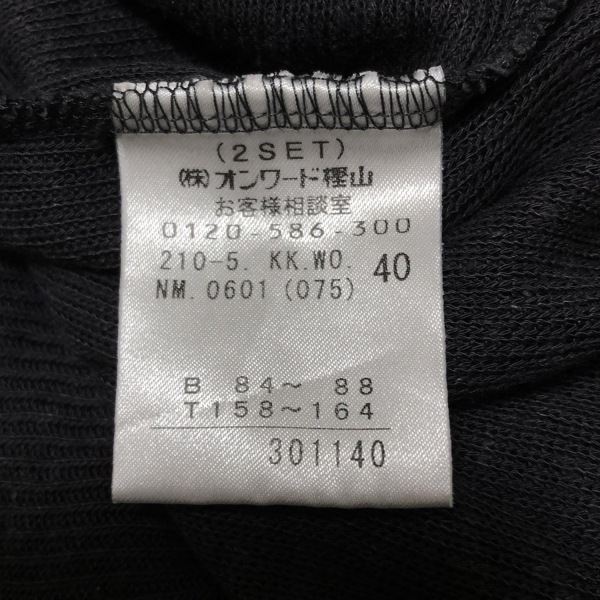 (2SET)
㈱オンワード樫山
お客様相談室
0120-586-300
210-5. KK.WO. 40
NM.0601(075)
B 84～ 88
T158～164
301140